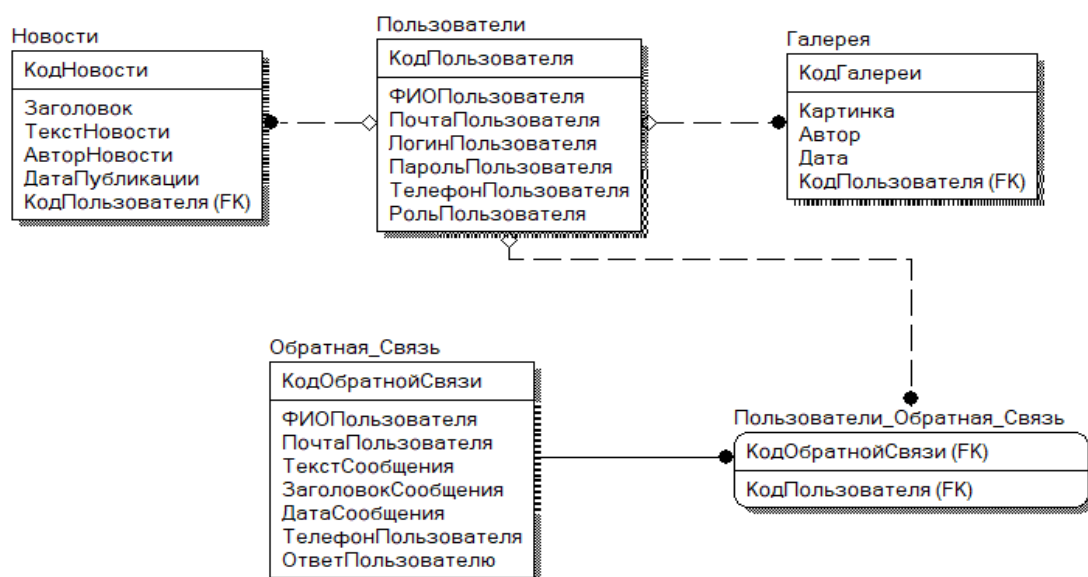 Новости
КодНовости
Заголовок
ТекстНовости
АвторНовости
ДатаПубликации
КодПользователя (FK)
Пользователи
КодПользователя
ФИОПользователя
ПочтаПользователя
ЛогинПользователя
ПарольПользователя
ТелефонПользователя
РольПользователя
Галерея
КодГалереи
Картинка
Автор
Дата
КодПользователя (FK)
Обратная_Связь
КодОбратнойСвязи
ФИОПользователя
ПочтаПользователя
ТекстСообщения
ЗаголовокСообщения
ДатаСообщения
ТелефонПользователя
ОтветПользователю
Пользователи_Обратная_Связь
КодОбратнойСвязи (FK)
КодПользователя (FK)